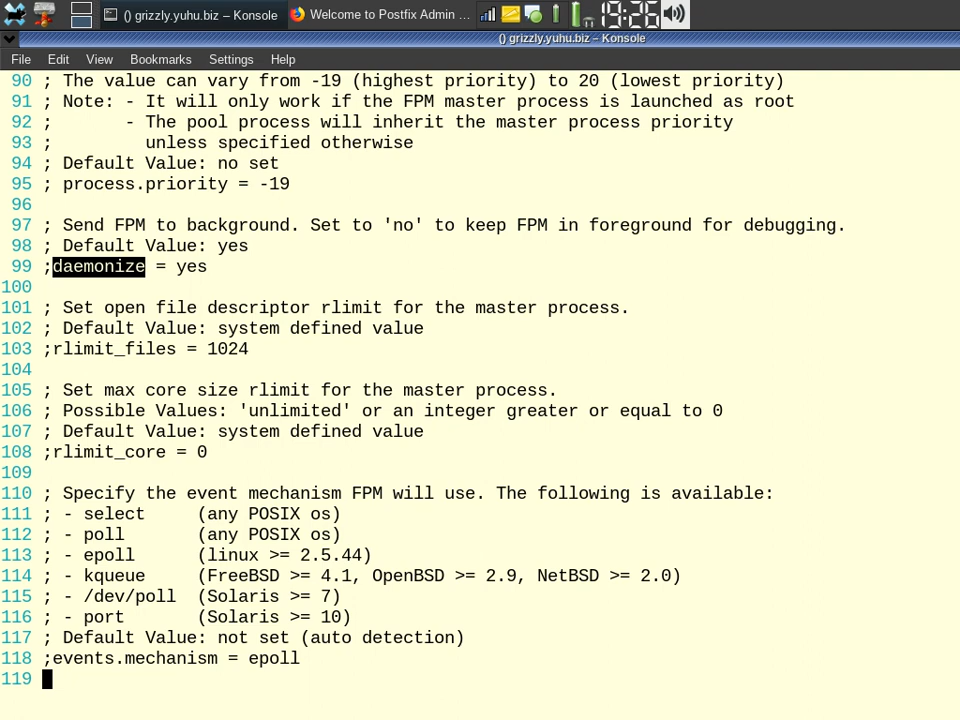 () grizzly.yuhu.biz – Konsole
Welcome to Postfix Admin ...
19:26
() grizzly.yuhu.biz – Konsole
File Edit View Bookmarks Settings Help
90 ; The value can vary from -19 (highest priority) to 20 (lowest priority)
91 ; Note: - It will only work if the FPM master process is launched as root
92 ;       - The pool process will inherit the master process priority
93 ;         unless specified otherwise
94 ; Default Value: no set
95 ; process.priority = -19
96
97 ; Send FPM to background. Set to 'no' to keep FPM in foreground for debugging.
98 ; Default Value: yes
99 ;daemonize = yes
100
101 ; Set open file descriptor rlimit for the master process.
102 ; Default Value: system defined value
103 ;rlimit_files = 1024
104
105 ; Set max core size rlimit for the master process.
106 ; Possible Values: 'unlimited' or an integer greater or equal to 0
107 ; Default Value: system defined value
108 ;rlimit_core = 0
109
110 ; Specify the event mechanism FPM will use. The following is available:
111 ; - select     (any POSIX os)
112 ; - poll       (any POSIX os)
113 ; - epoll      (linux >= 2.5.44)
114 ; - kqueue     (FreeBSD >= 4.1, OpenBSD >= 2.9, NetBSD >= 2.0)
115 ; - /dev/poll  (Solaris >= 7)
116 ; - port       (Solaris >= 10)
117 ; Default Value: not set (auto detection)
118 ;events.mechanism = epoll
119